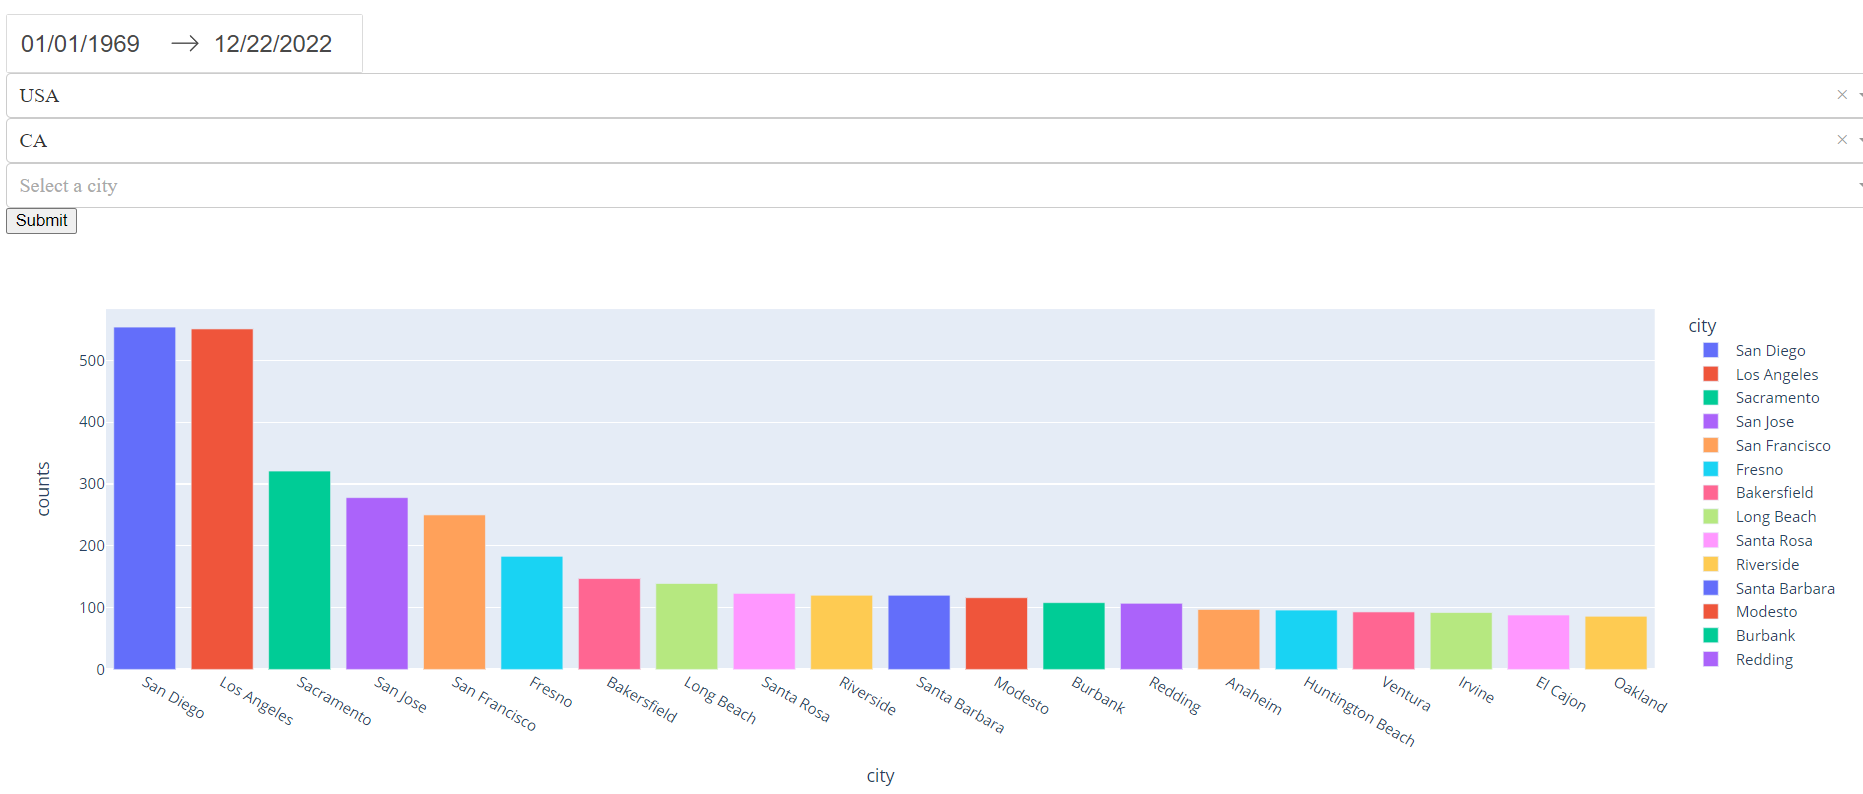 01/01/1969 → 12/22/2022
USA ×
CA ×
Select a city
Submit
500
400
300
200
100
0
counts
San Diego
Los Angeles
Sacramento
San Jose
San Francisco
Fresno
Bakersfield
Long Beach
Santa Rosa
Riverside
Santa Barbara
Modesto
Burbank
Redding
Anaheim
Huntington Beach
Ventura
Irvine
El Cajon
Oakland
city
city
San Diego
Los Angeles
Sacramento
San Jose
San Francisco
Fresno
Bakersfield
Long Beach
Santa Rosa
Riverside
Santa Barbara
Modesto
Burbank
Redding